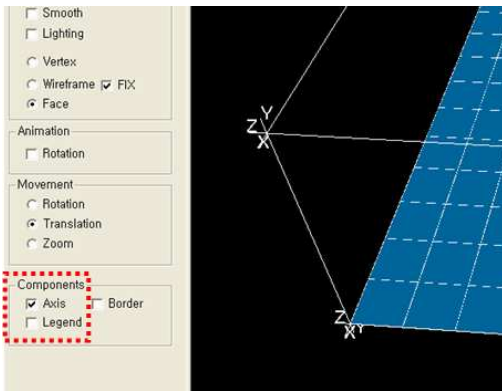 Smooth
Lighting
Vertex
Wireframe FIX
Face
Animation
Rotation
Movement
Rotation
Translation
Zoom
Components
Axis Border
Legend
Z Y
X
Z
X Y